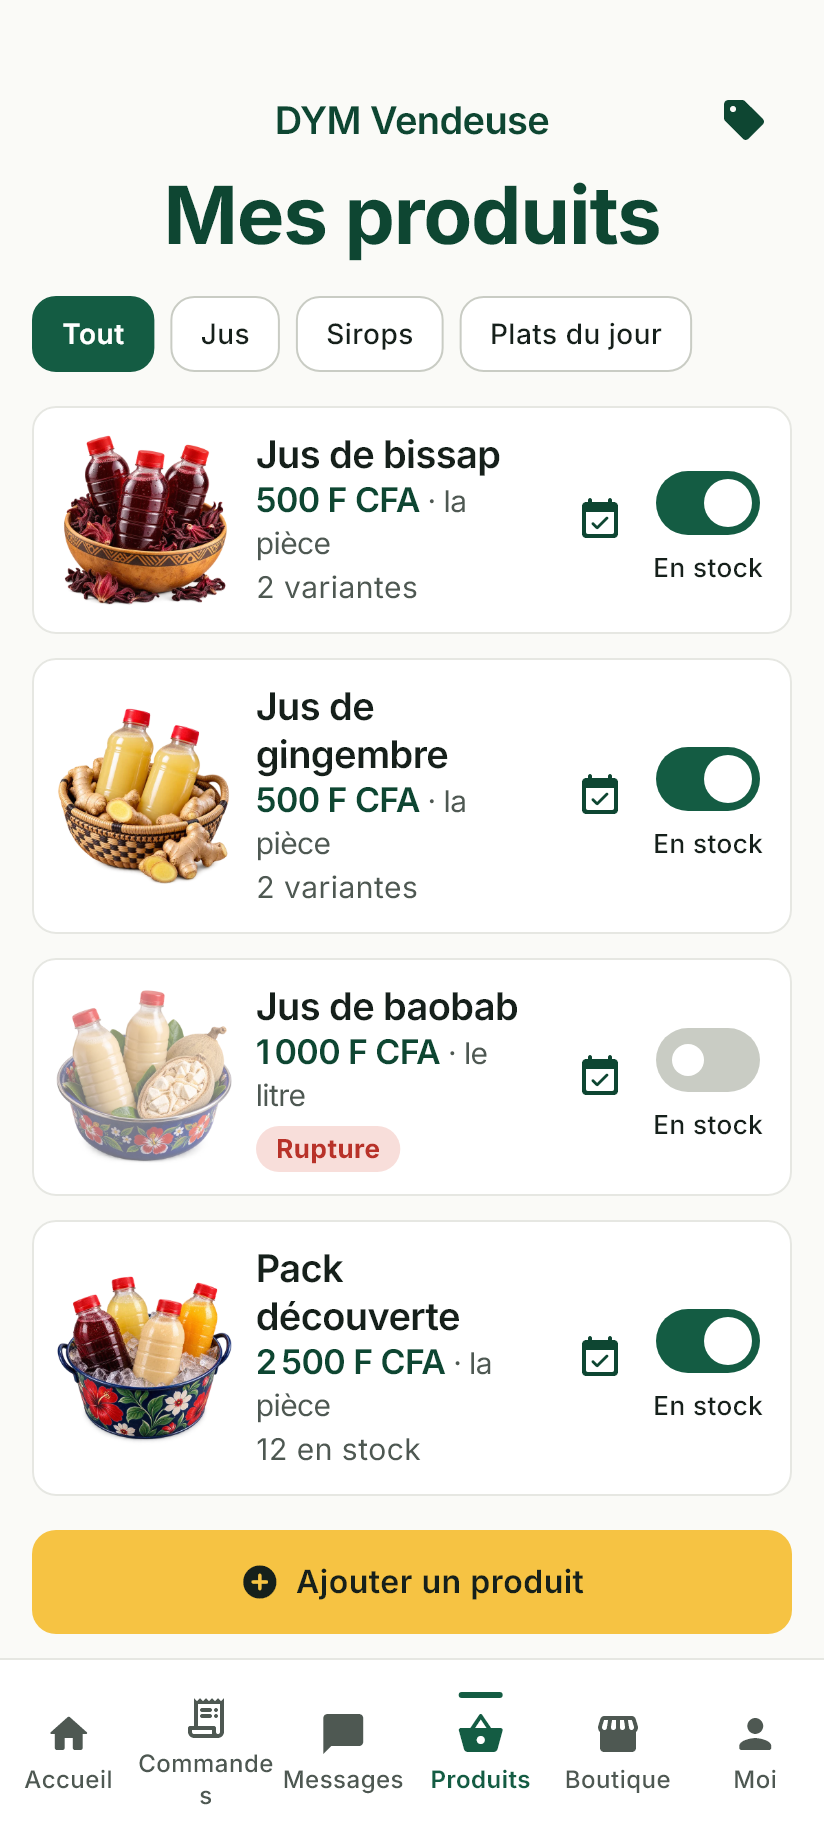 DYM Vendeuse
Mes produits
Tout
Jus
Sirops
Plats du jour
Jus de bissap
500 F CFA · la
pièce
2 variantes
En stock
Jus de
gingembre
500 F CFA · la
pièce
2 variantes
En stock
Jus de baobab
1 000 F CFA · le
litre
Rupture
En stock
Pack
découverte
2 500 F CFA · la
pièce
12 en stock
En stock
Ajouter un produit
Accueil
Commande
s
Messages
Produits
Boutique
Moi